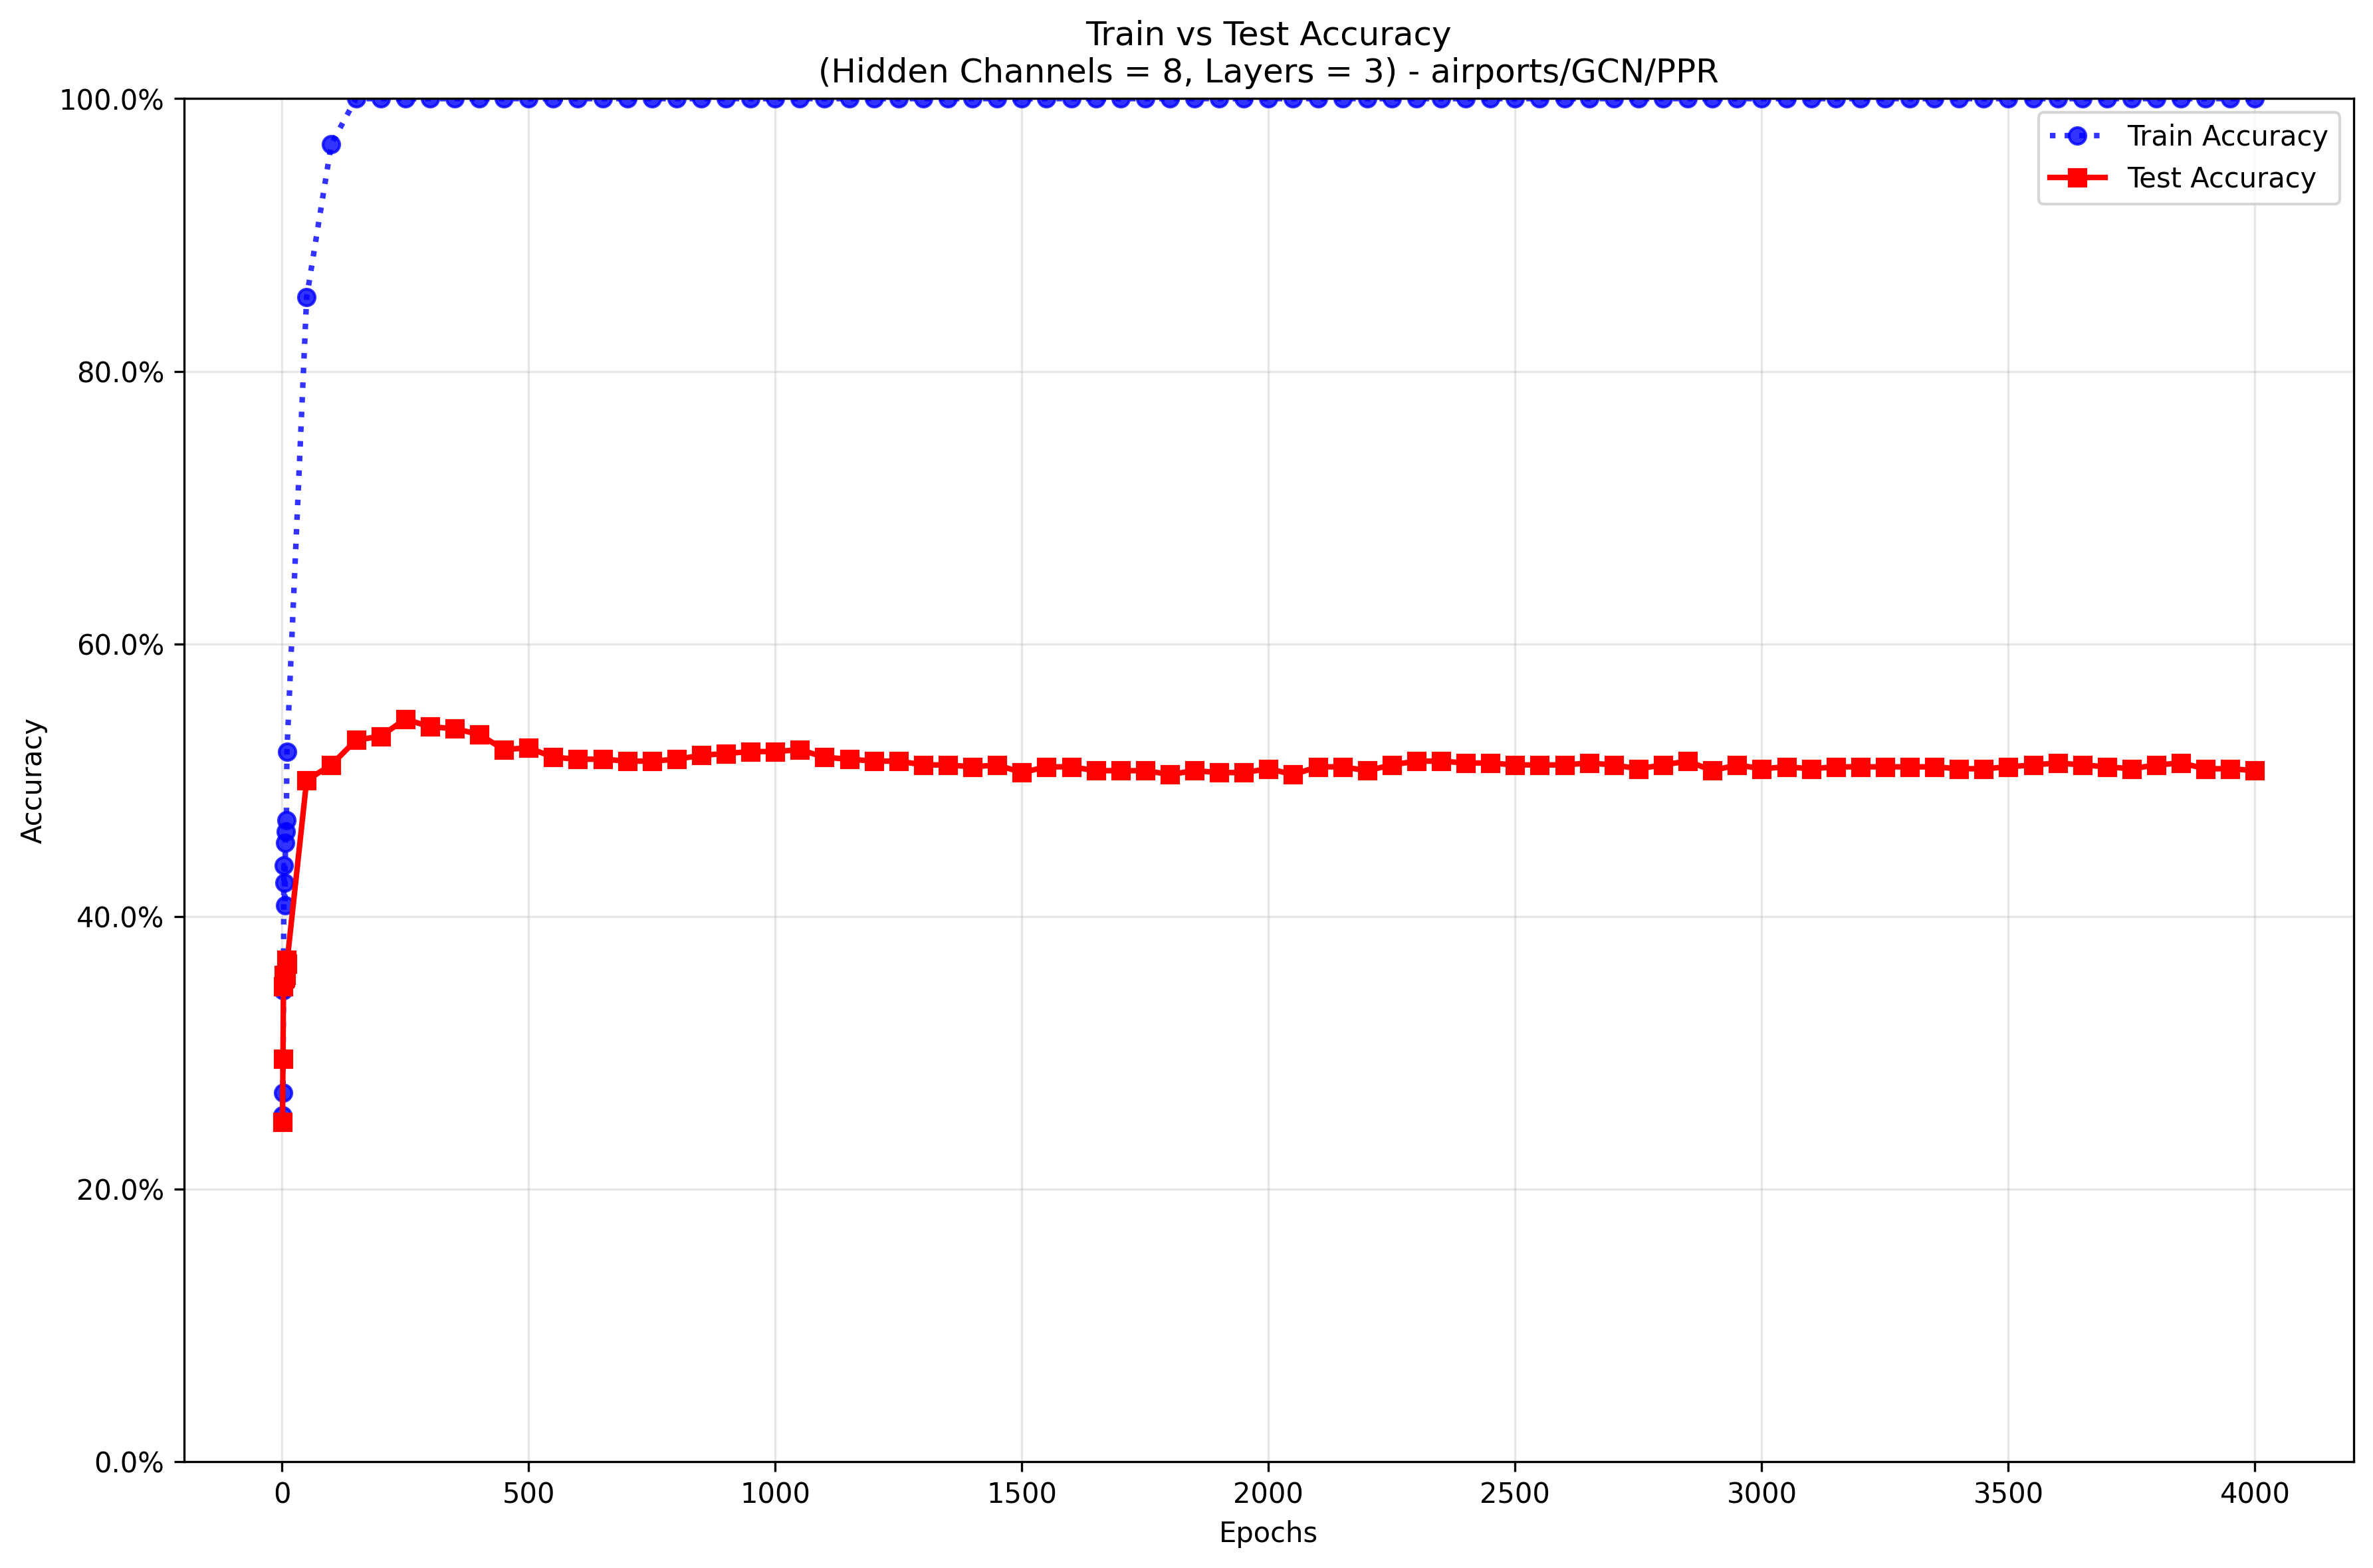 Train vs Test Accuracy
(Hidden Channels = 8, Layers = 3) - airports/GCN/PPR
100.0%
80.0%
60.0%
40.0%
20.0%
0.0%
Accuracy
Train Accuracy
Test Accuracy
0 500 1000 1500 2000 2500 3000 3500 4000
Epochs